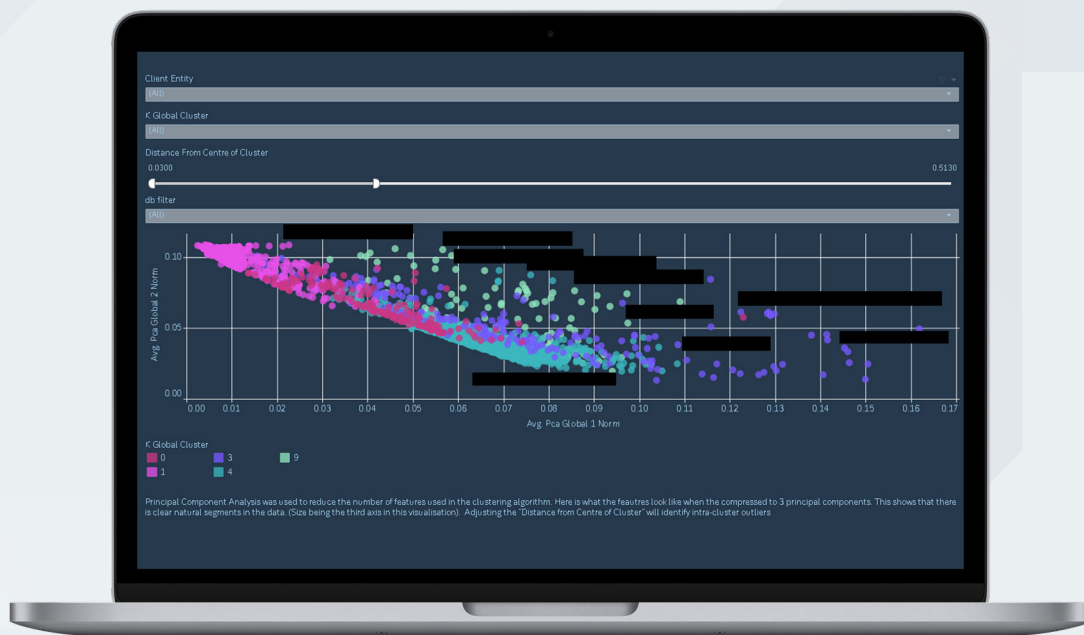 Client Entity
(All)
K Global Cluster
(All)
Distance From Centre of Cluster
0.0300 0.5130
db filter
(All)
0.10
0.05
0.00
Avg. Pca Global 2 Norm
0.00 0.01 0.02 0.03 0.04 0.05 0.06 0.07 0.08 0.09 0.10 0.11 0.12 0.13 0.14 0.15 0.16 0.17
Avg. Pca Global 1 Norm
K Global Cluster
0 3 9
1 4
Principal Component Analysis was used to reduce the number of features used in the clustering algorithm. Here is what the feautres look like when the compressed to 3 principal components. This shows that there
is clear natural segments in the data. (Size being the third axis in this visualisation). Adjusting the "Distance from Centre of Cluster" will identify intra-cluster outliers